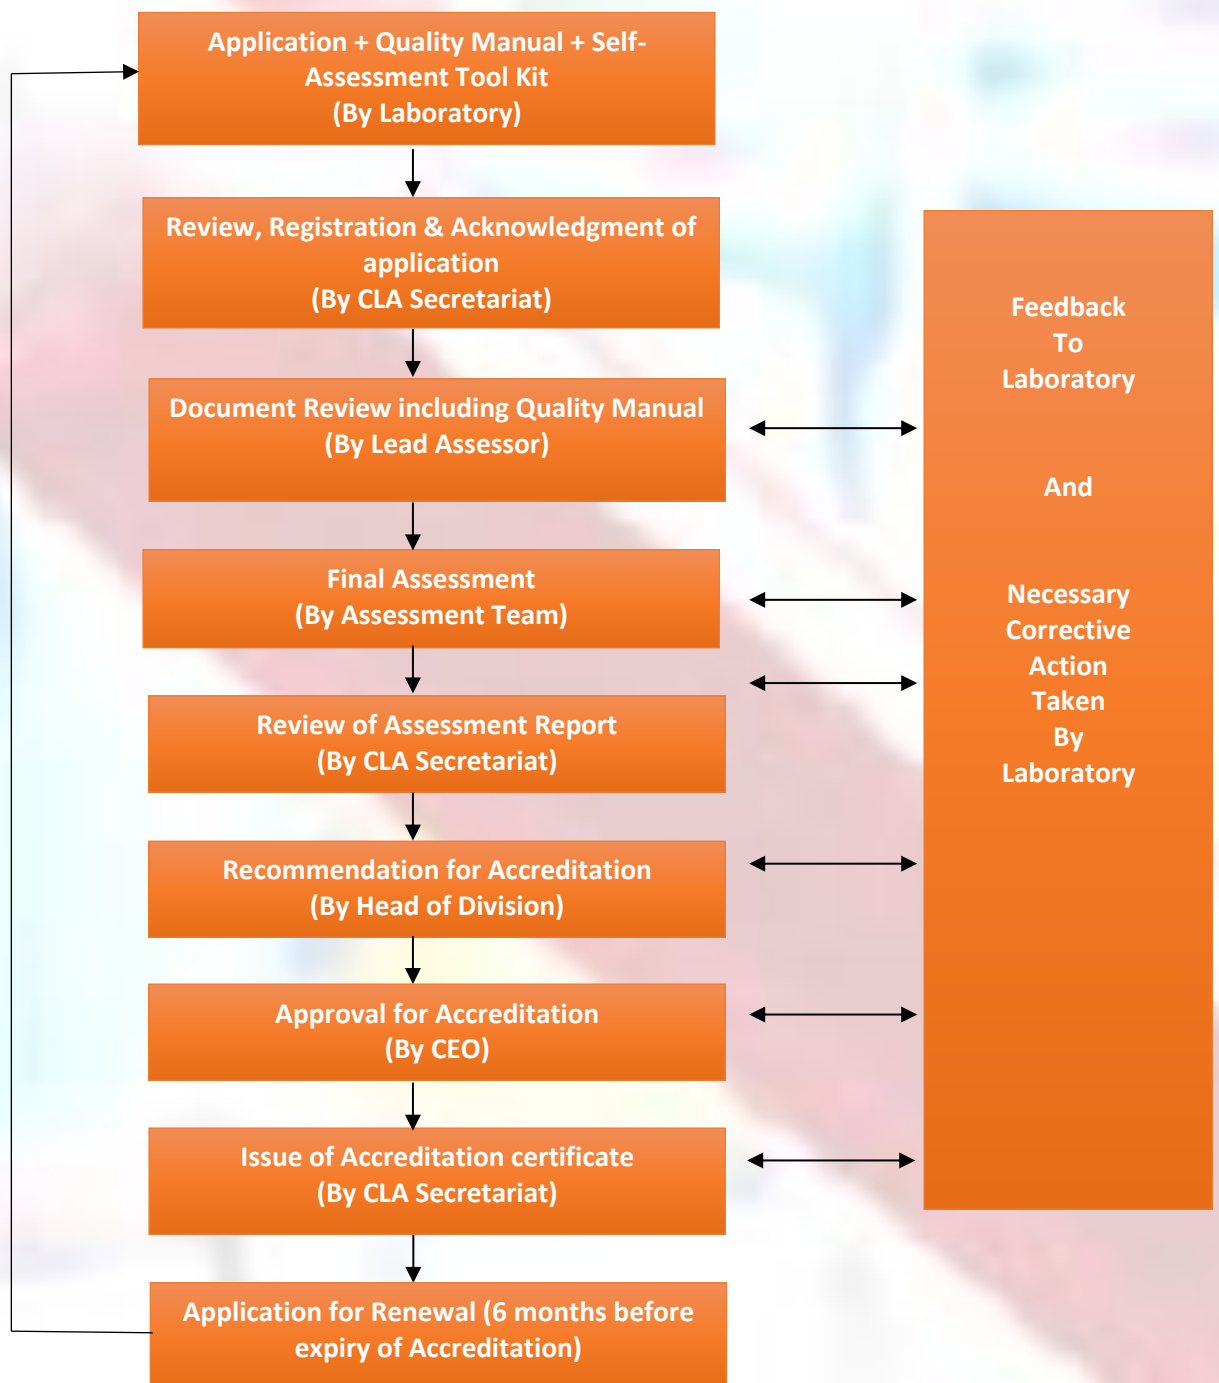 Application + Quality Manual + Self-
Assessment Tool Kit
(By Laboratory)
Review, Registration & Acknowledgment of
application
(By CLA Secretariat)
Document Review including Quality Manual
(By Lead Assessor)
Final Assessment
(By Assessment Team)
Review of Assessment Report
(By CLA Secretariat)
Recommendation for Accreditation
(By Head of Division)
Approval for Accreditation
(By CEO)
Issue of Accreditation certificate
(By CLA Secretariat)
Application for Renewal (6 months before
expiry of Accreditation)
Feedback
To
Laboratory
And
Necessary
Corrective
Action
Taken
By
Laboratory